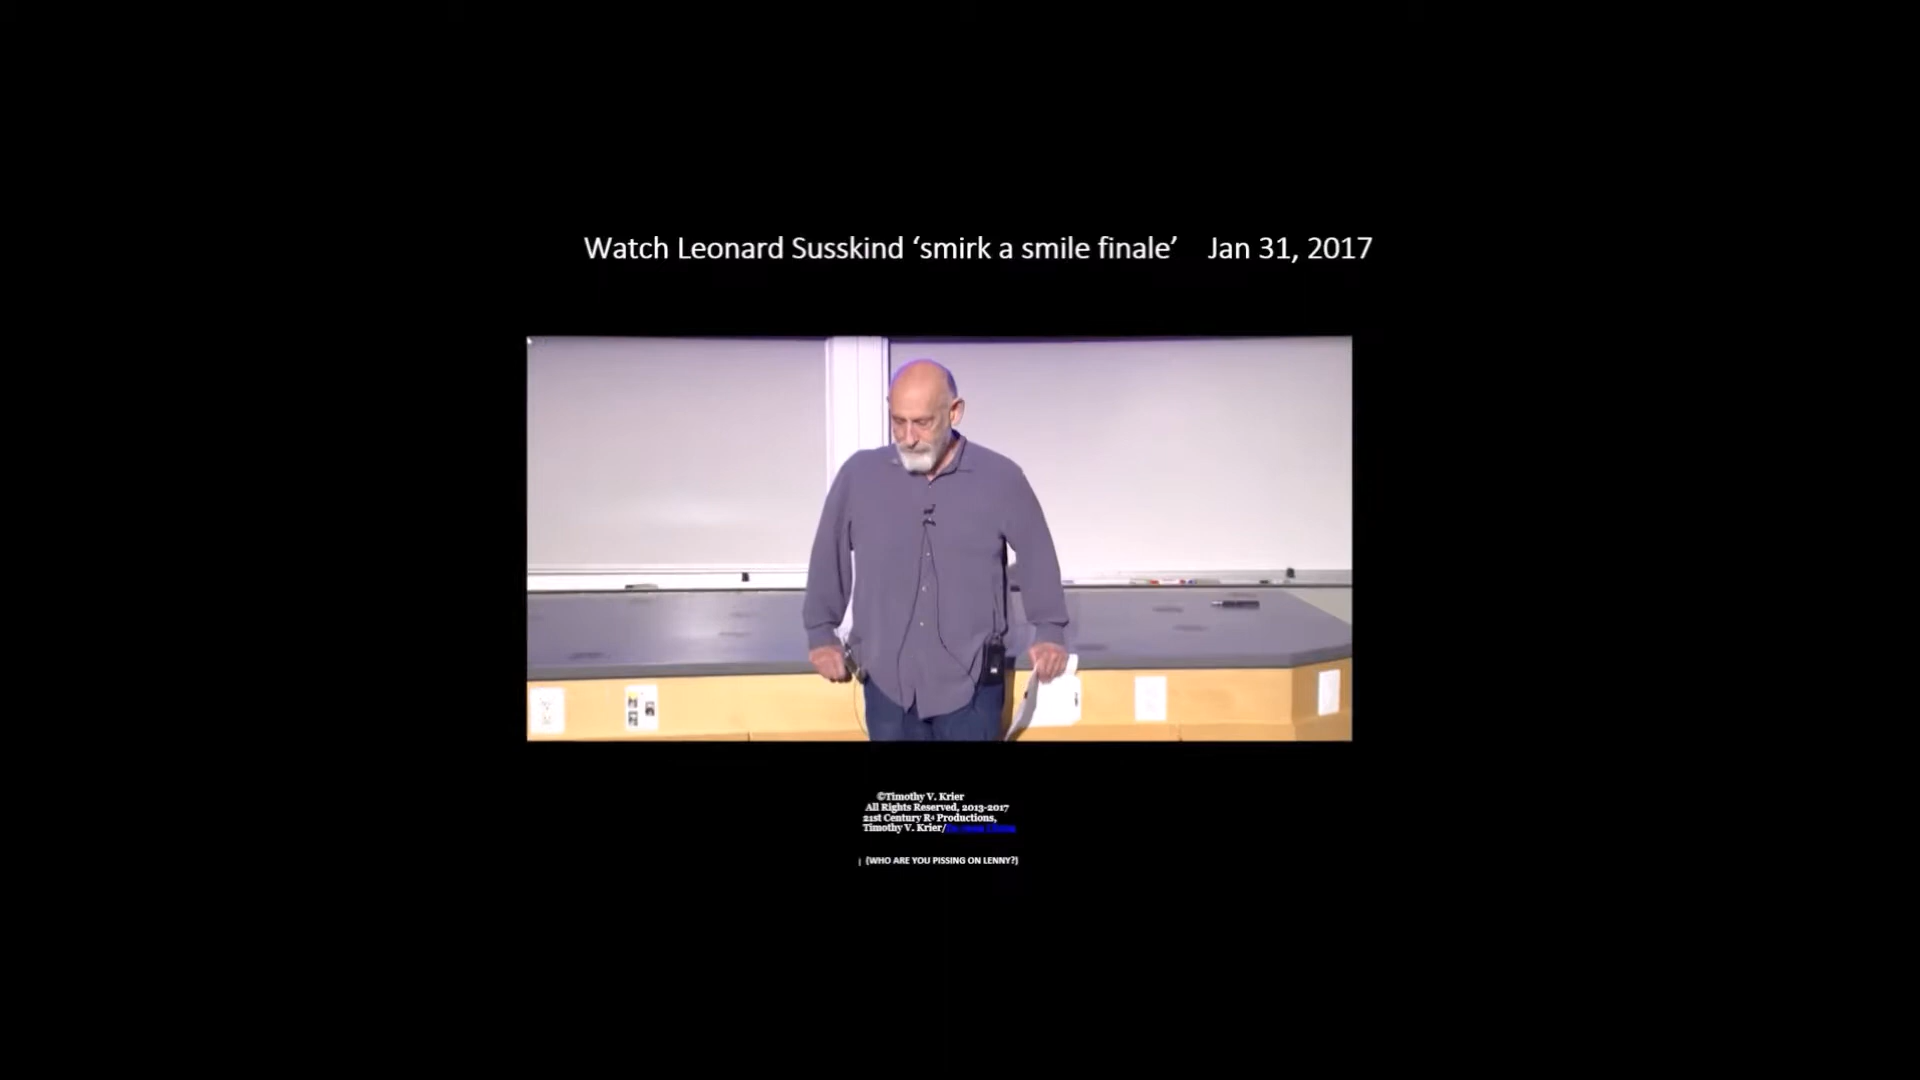 Watch Leonard Susskind ‘smirk a smile finale’ Jan 31, 2017
©Timothy V. Krier
All Rights Reserved, 2013-2017
21st Century R⁴ Productions,
Timothy V. Krier/
(WHO ARE YOU PISSING ON LENNY?)